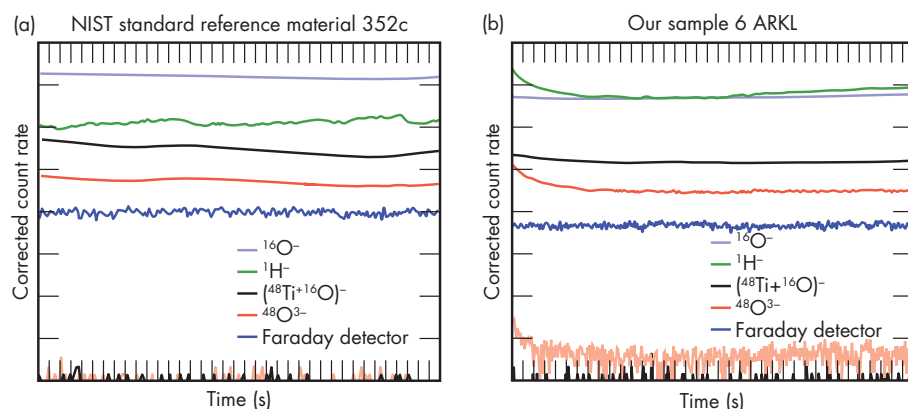 (a) NIST standard reference material 352c
Corrected count rate
¹⁶O⁻
¹H⁻
(⁴⁸Ti⁺¹⁶O)⁻
⁴⁸O³⁻
Faraday detector
Time (s)
(b) Our sample 6 ARKL
Corrected count rate
¹⁶O⁻
¹H⁻
(⁴⁸Ti+¹⁶O)⁻
⁴⁸O³⁻
Faraday detector
Time (s)